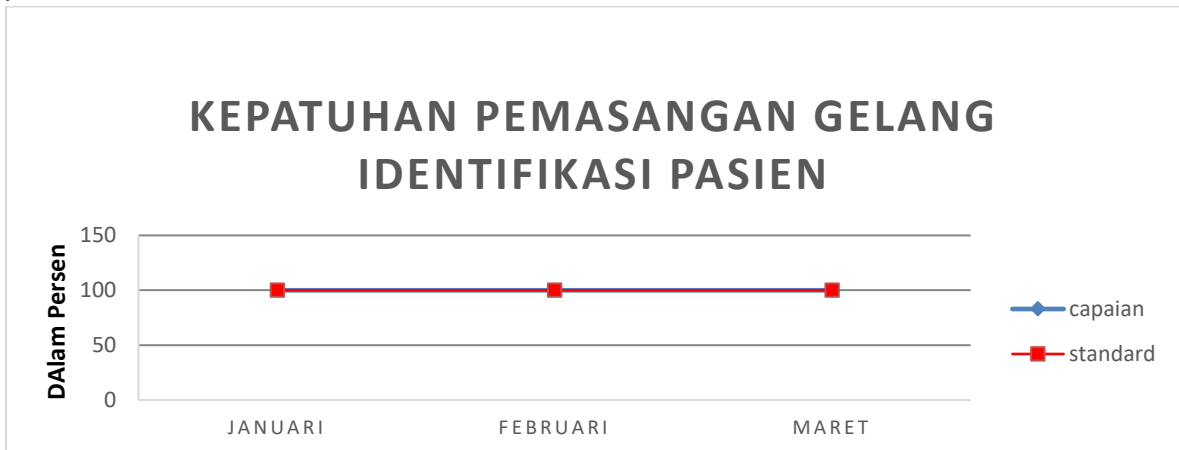 KEPATUHAN PEMASANGAN GELANG
IDENTIFIKASI PASIEN
DAlam Persen
150
100
50
0
JANUARI
FEBRUARI
MARET
capaian
standard